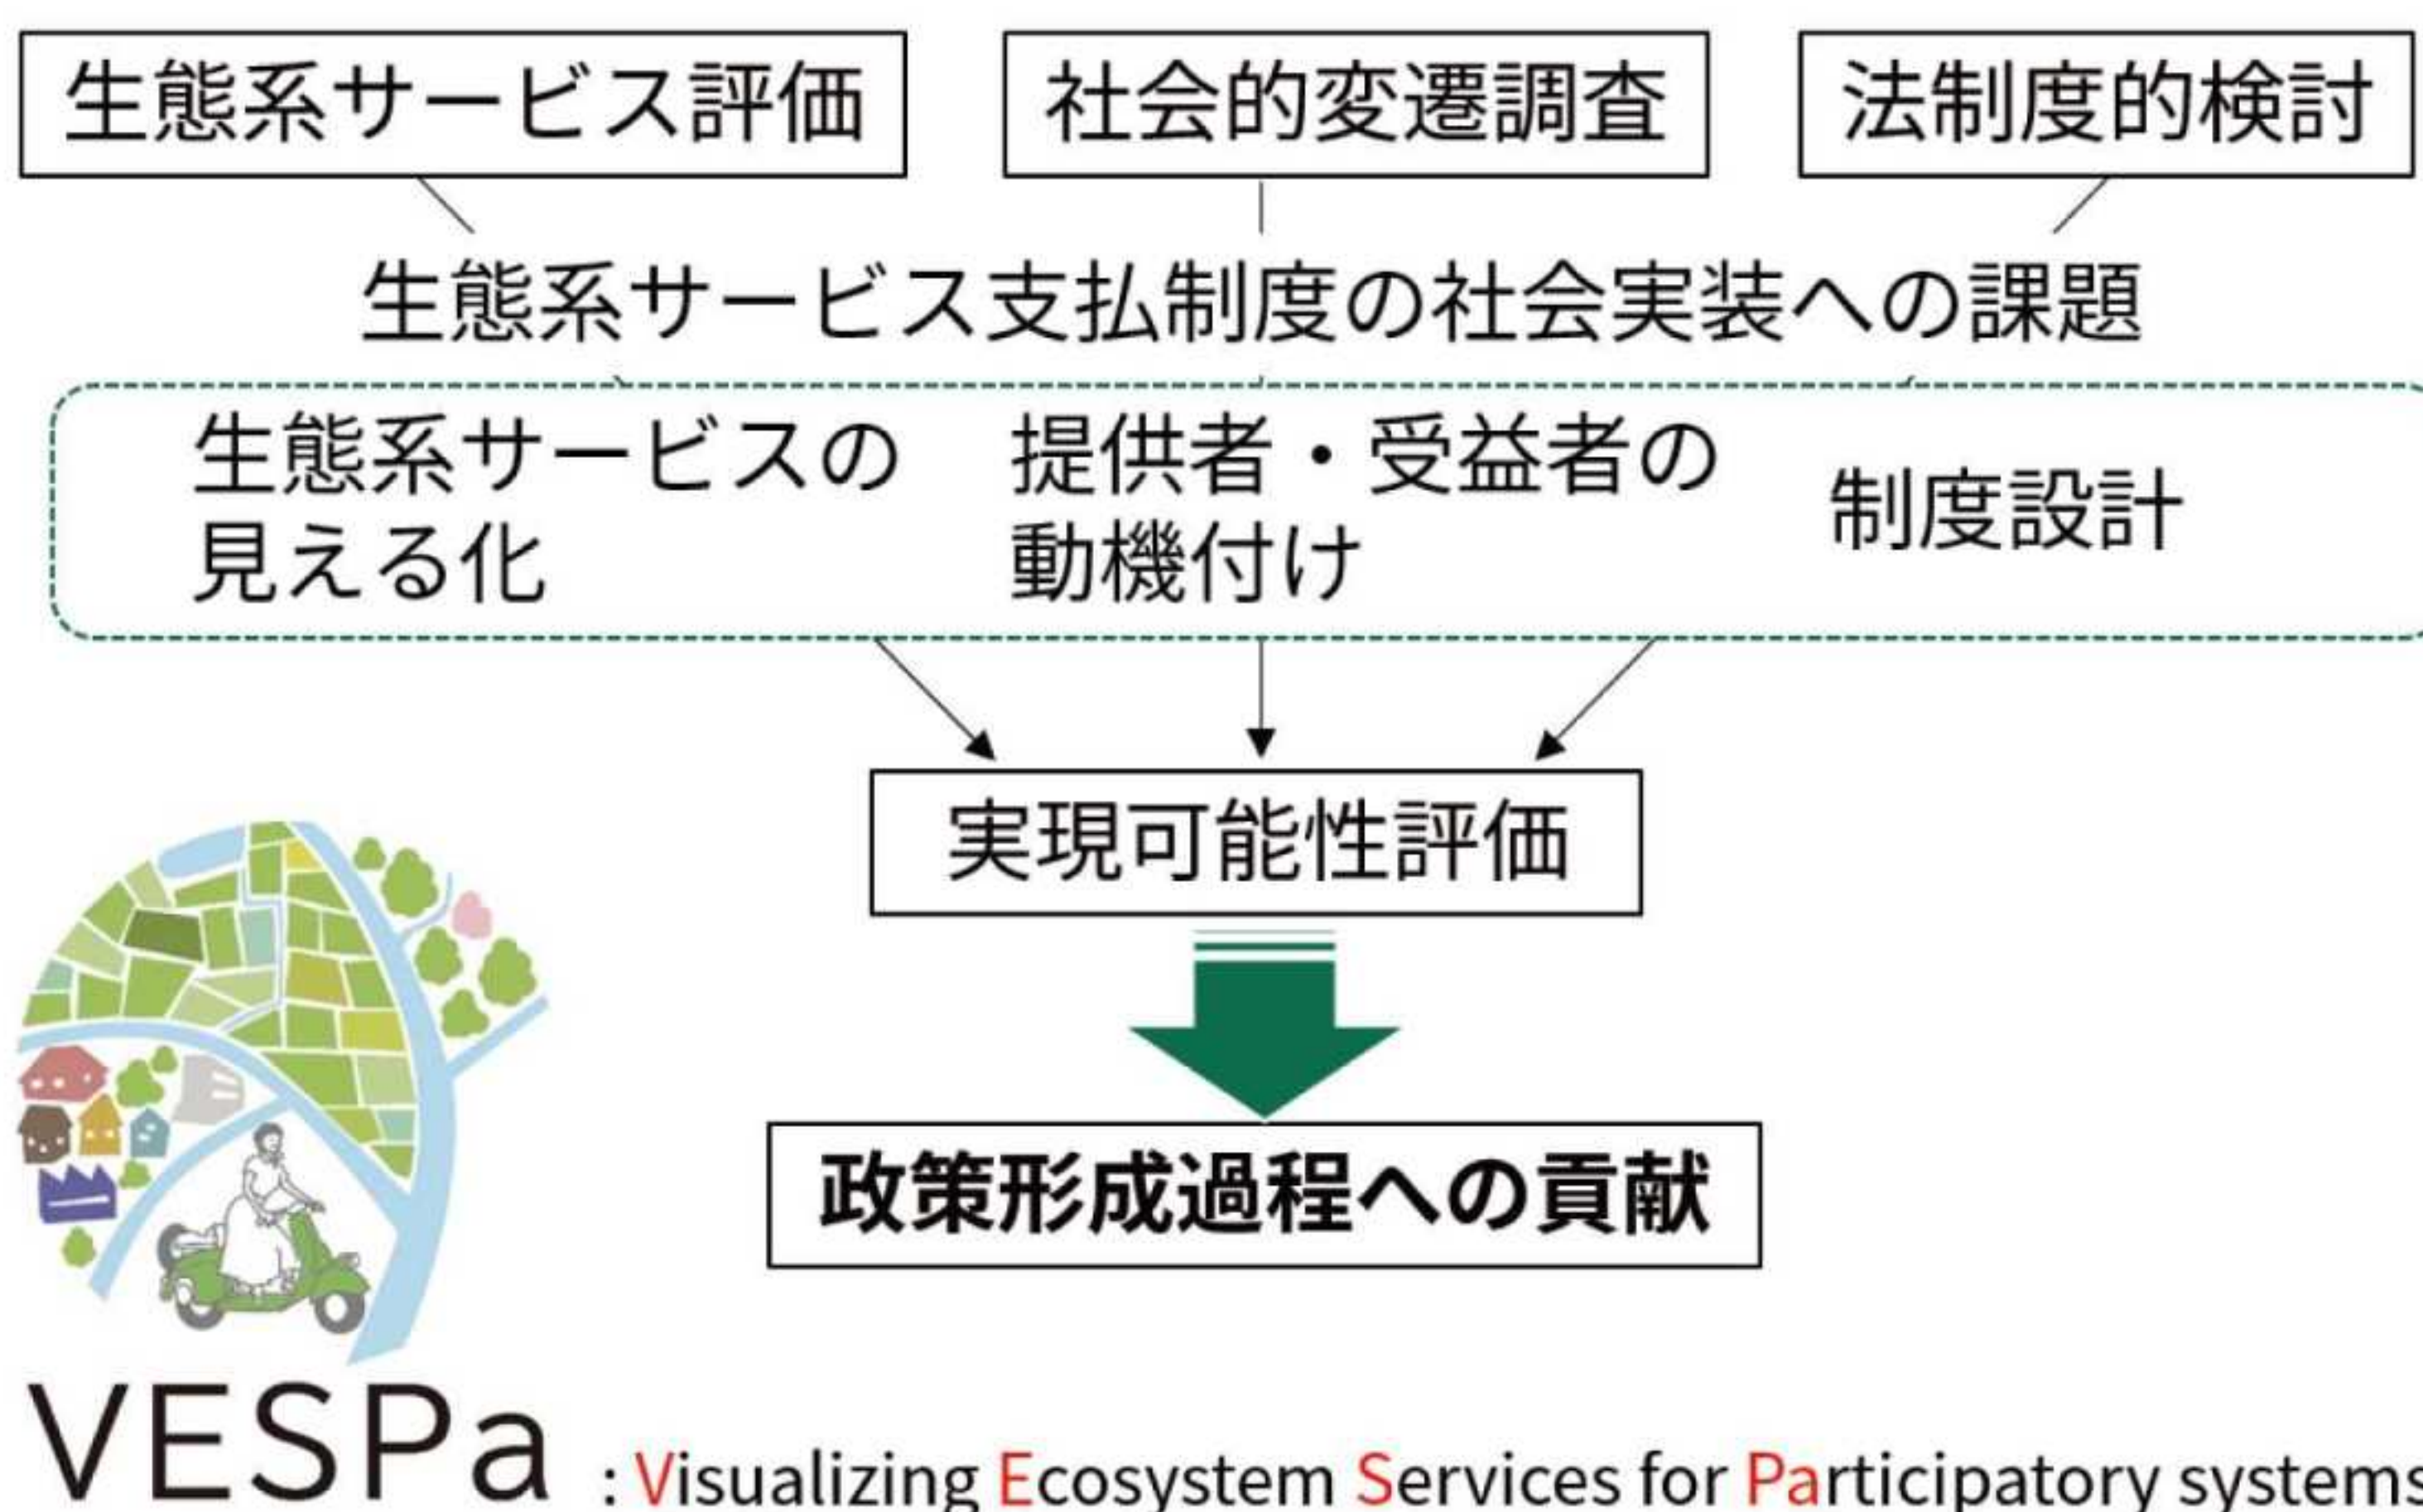 生態系サービス評価
社会的変遷調査
法制度的検討
生態系サービス支払制度の社会実装への課題
生態系サービスの
見える化
提供者・受益者の
動機付け
制度設計
実現可能性評価
政策形成過程への貢献
VESPa : Visualizing Ecosystem Services for Participatory systems